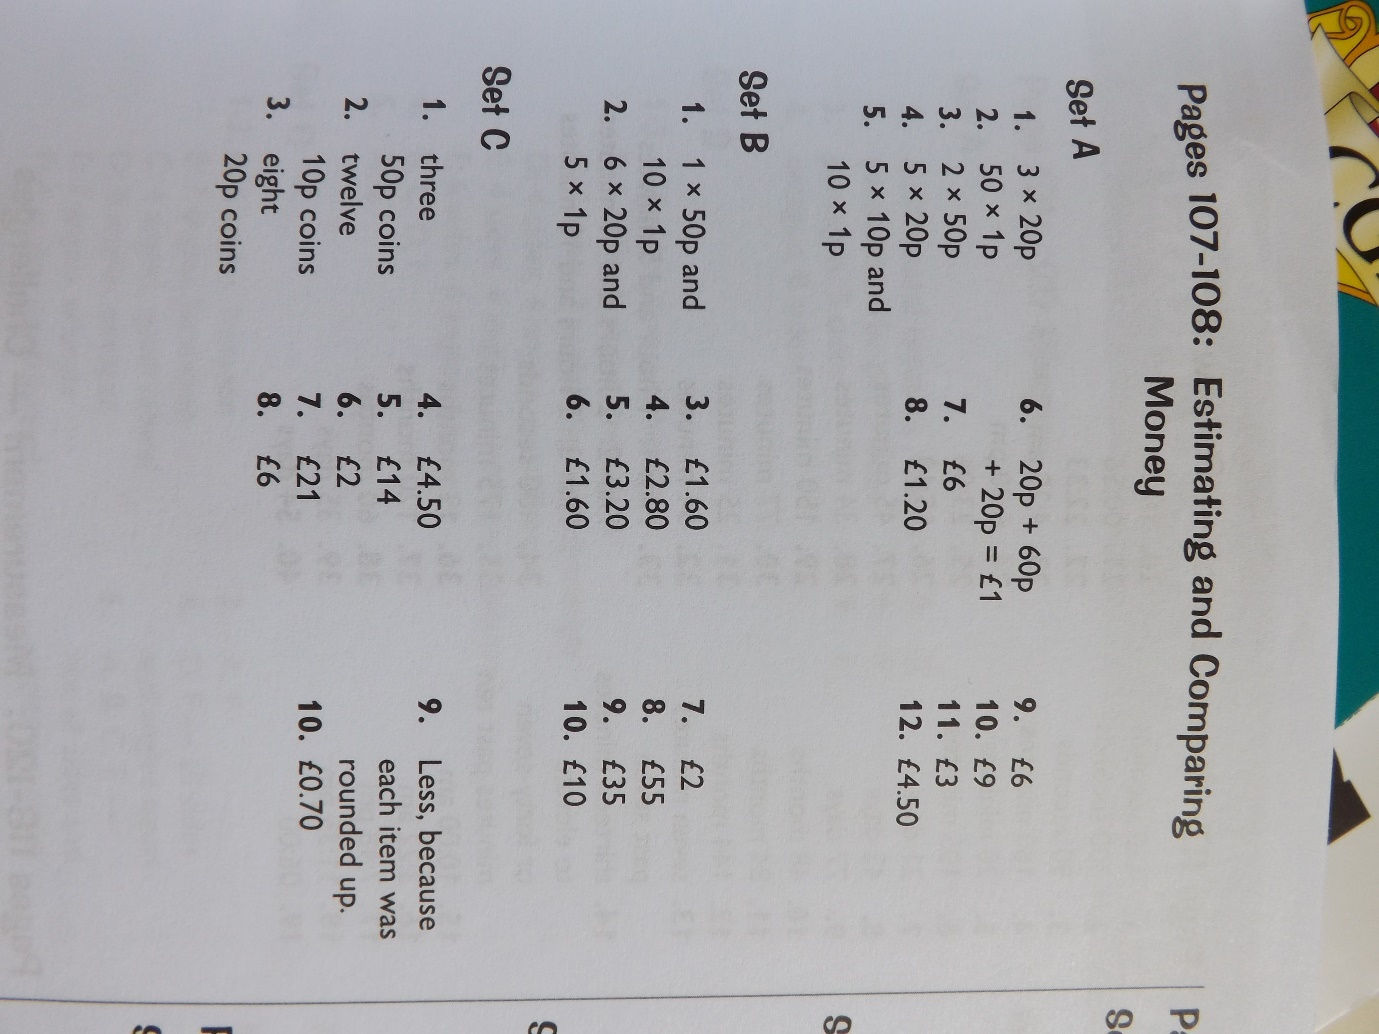 Pages 107-108: Estimating and Comparing
Money
Set A
1. 3 × 20p
2. 50 × 1p
3. 2 × 50p
4. 5 × 20p
5. 5 × 10p and
10 × 1p
6. 20p + 60p
+ 20p = £1
7. £6
8. £1.20
9. £6
10. £9
11. £3
12. £4.50
Set B
1. 1 × 50p and
10 × 1p
2. 6 × 20p and
5 × 1p
3. £1.60
4. £2.80
5. £3.20
6. £1.60
7. £2
8. £55
9. £35
10. £10
Set C
1. three
50p coins
2. twelve
10p coins
3. eight
20p coins
4. £4.50
5. £14
6. £2
7. £21
8. £6
9. Less, because
each item was
rounded up.
10. £0.70